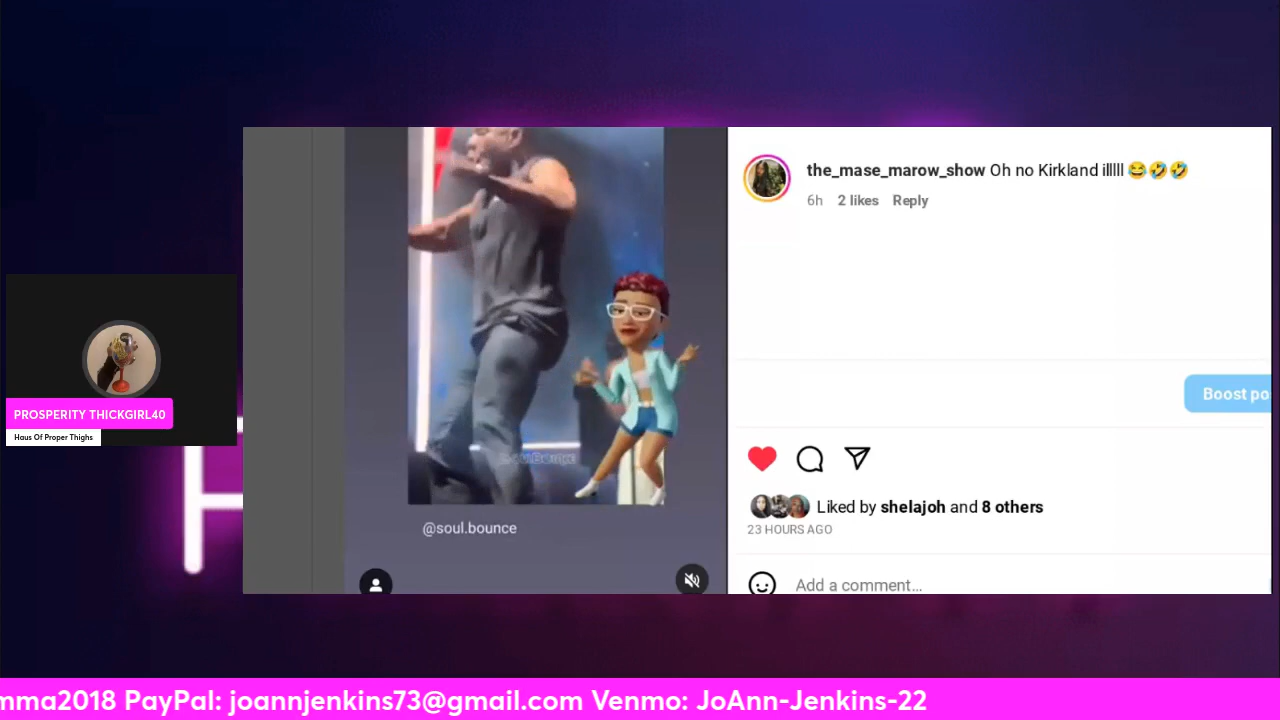 the_mase_marow_show Oh no Kirkland illlll 😂🤣🤣
6h 2 likes Reply
Boost po
Liked by shelajoh and 8 others
23 HOURS AGO
Add a comment...
@soul.bounce
PROSPERITY THICKGIRL40
Haus Of Proper Thighs
mma2018 PayPal: joannjenkins73@gmail.com Venmo: JoAnn-Jenkins-22